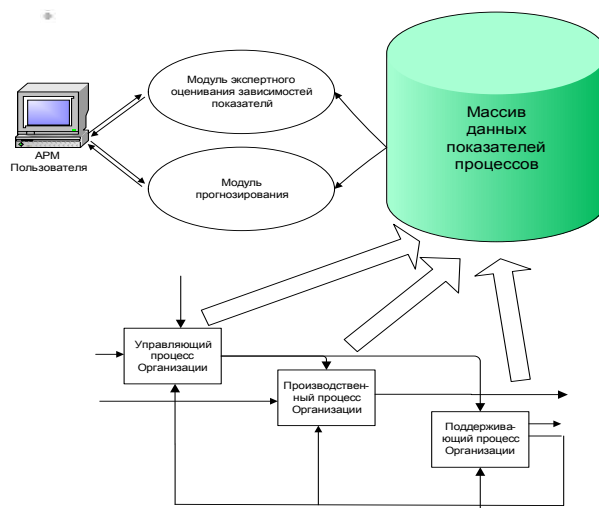 Модуль экспертного
оценивания зависимостей
показателей
Массив
данных
показателей
процессов
АРМ
Пользователя
Модуль
прогнозирования
Управляющий
процесс
Организации
Производствен-
ный процесс
Организации
Поддержива-
ющий процесс
Организации